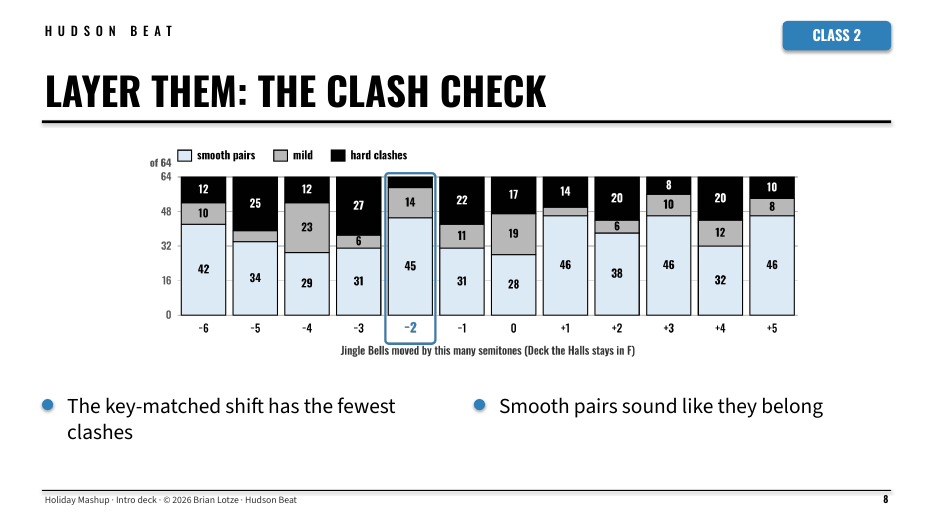 HUDSON BEAT
CLASS 2
LAYER THEM: THE CLASH CHECK
of 64
smooth pairs mild hard clashes
64
48
32
16
0
12 25 12 27 22 17 14 20 8 20 10
10 23 6 14 11 19 6 10 12 8
42 34 29 31 45 31 28 46 38 46 32 46
−6 −5 −4 −3 −2 −1 0 +1 +2 +3 +4 +5
Jingle Bells moved by this many semitones (Deck the Halls stays in F)
The key-matched shift has the fewest
clashes
Smooth pairs sound like they belong
Holiday Mashup · Intro deck · © 2026 Brian Lotze · Hudson Beat
8